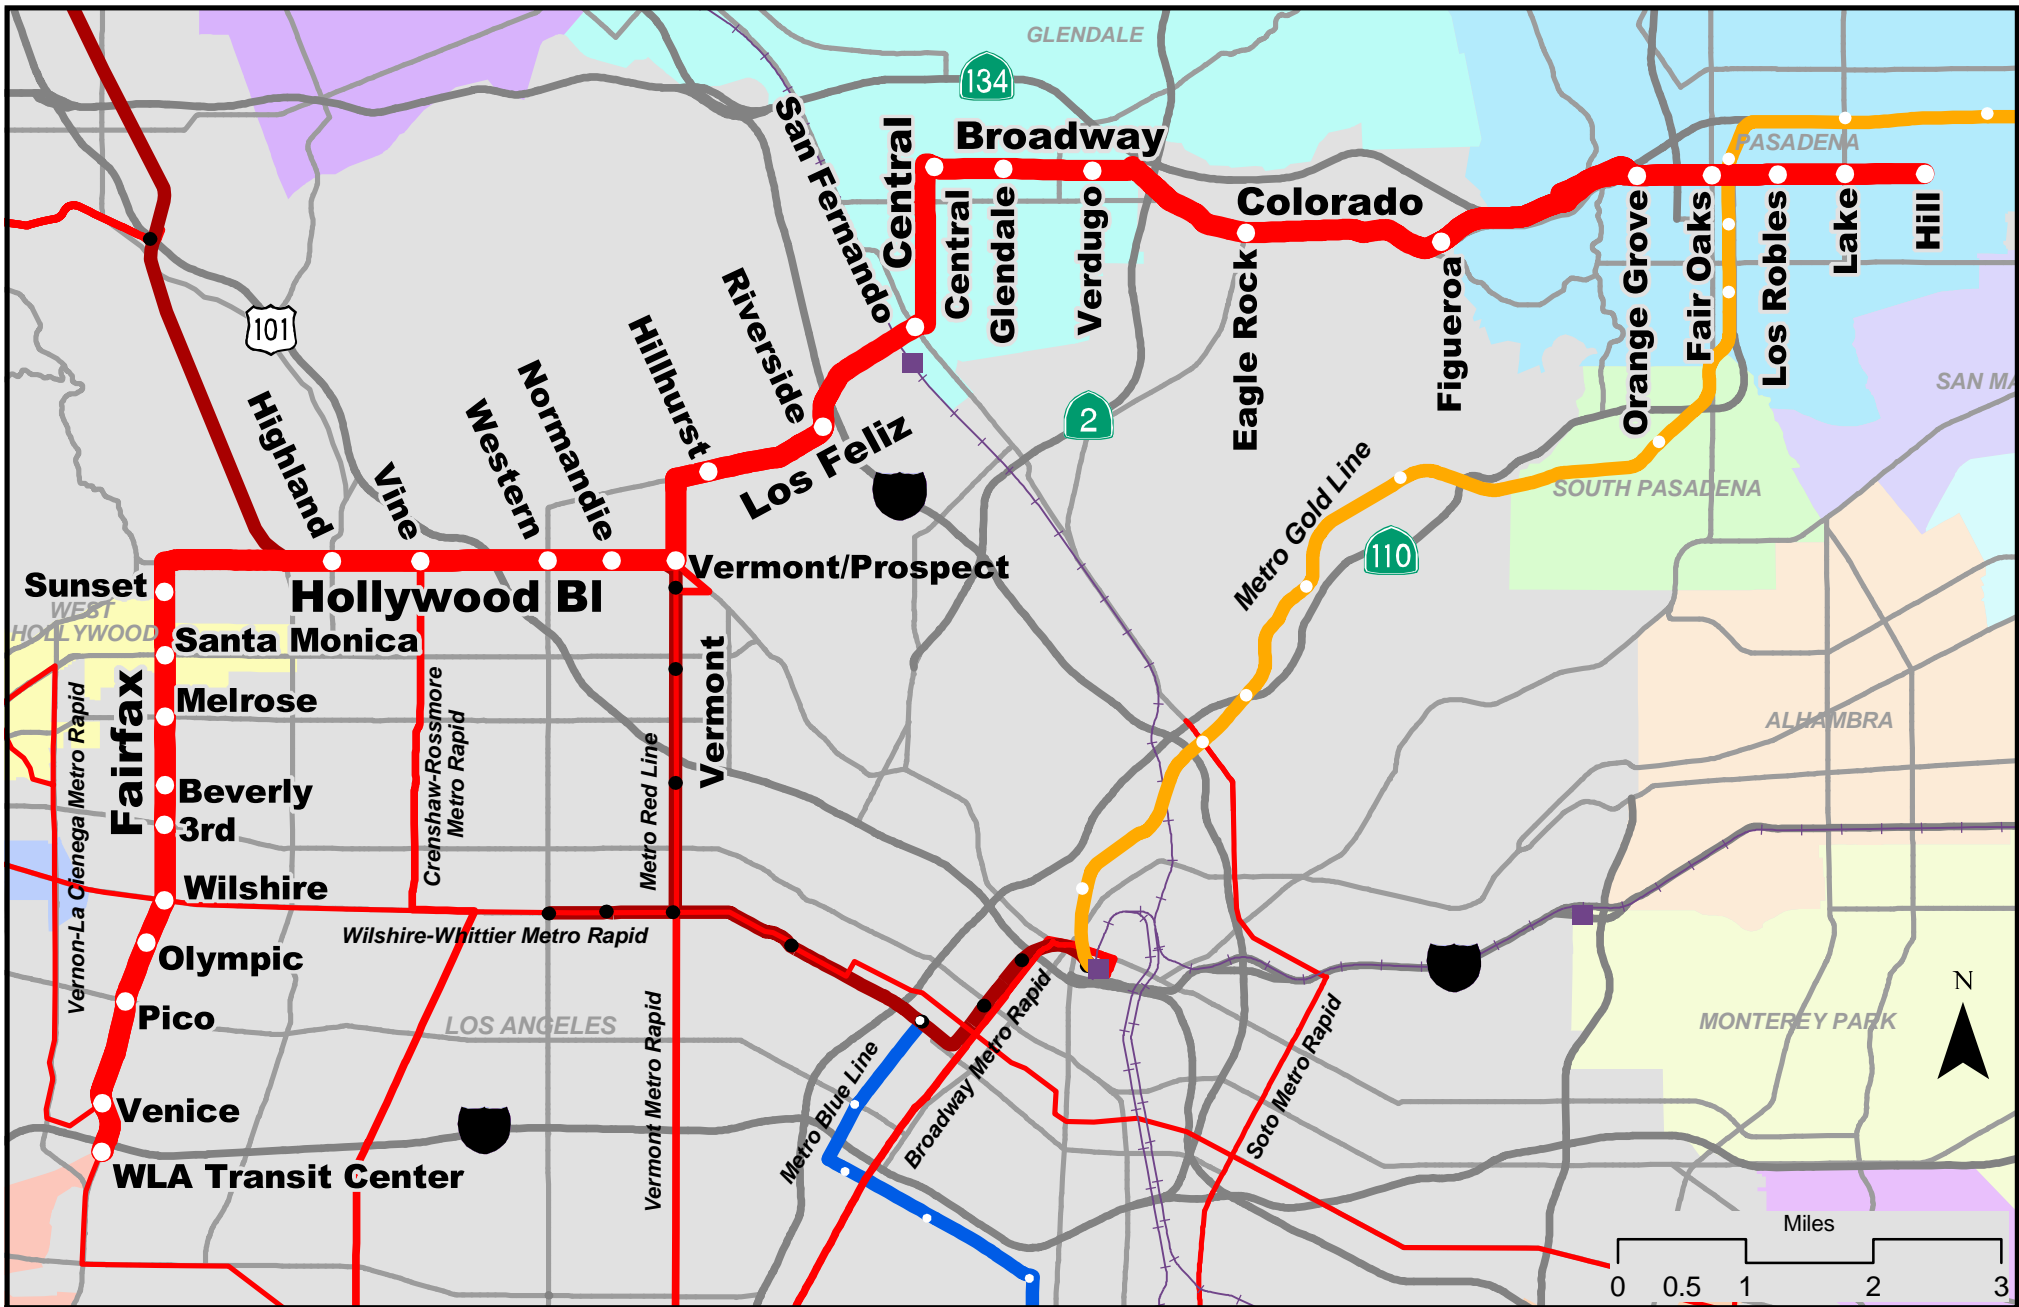 GLENDALE
134
San Fernando
Central
Broadway
PASADENA
Central
Glendale
Verdugo
Colorado
Eagle Rock
Figueroa
Orange Grove
Fair Oaks
Los Robles
Lake
Hill
101
Riverside
Hillhurst
Normandie
Western
Vine
Highland
Los Feliz
2
SAN MA
Metro Gold Line
SOUTH PASADENA
110
Vermont/Prospect
Hollywood Bl
Sunset
WEST
HOLLYWOOD
Santa Monica
Melrose
Fairfax
Beverly
3rd
Wilshire
Vernon-La Cienega Metro Rapid
Crenshaw-Rossmore
Metro Rapid
Metro Red Line
Vermont
ALHAMBRA
Wilshire-Whittier Metro Rapid
Olympic
Pico
LOS ANGELES
Venice
WLA Transit Center
Vermont Metro Rapid
Metro Blue Line
Broadway Metro Rapid
Soto Metro Rapid
MONTEREY PARK
N
Miles
0 0.5 1 2 3